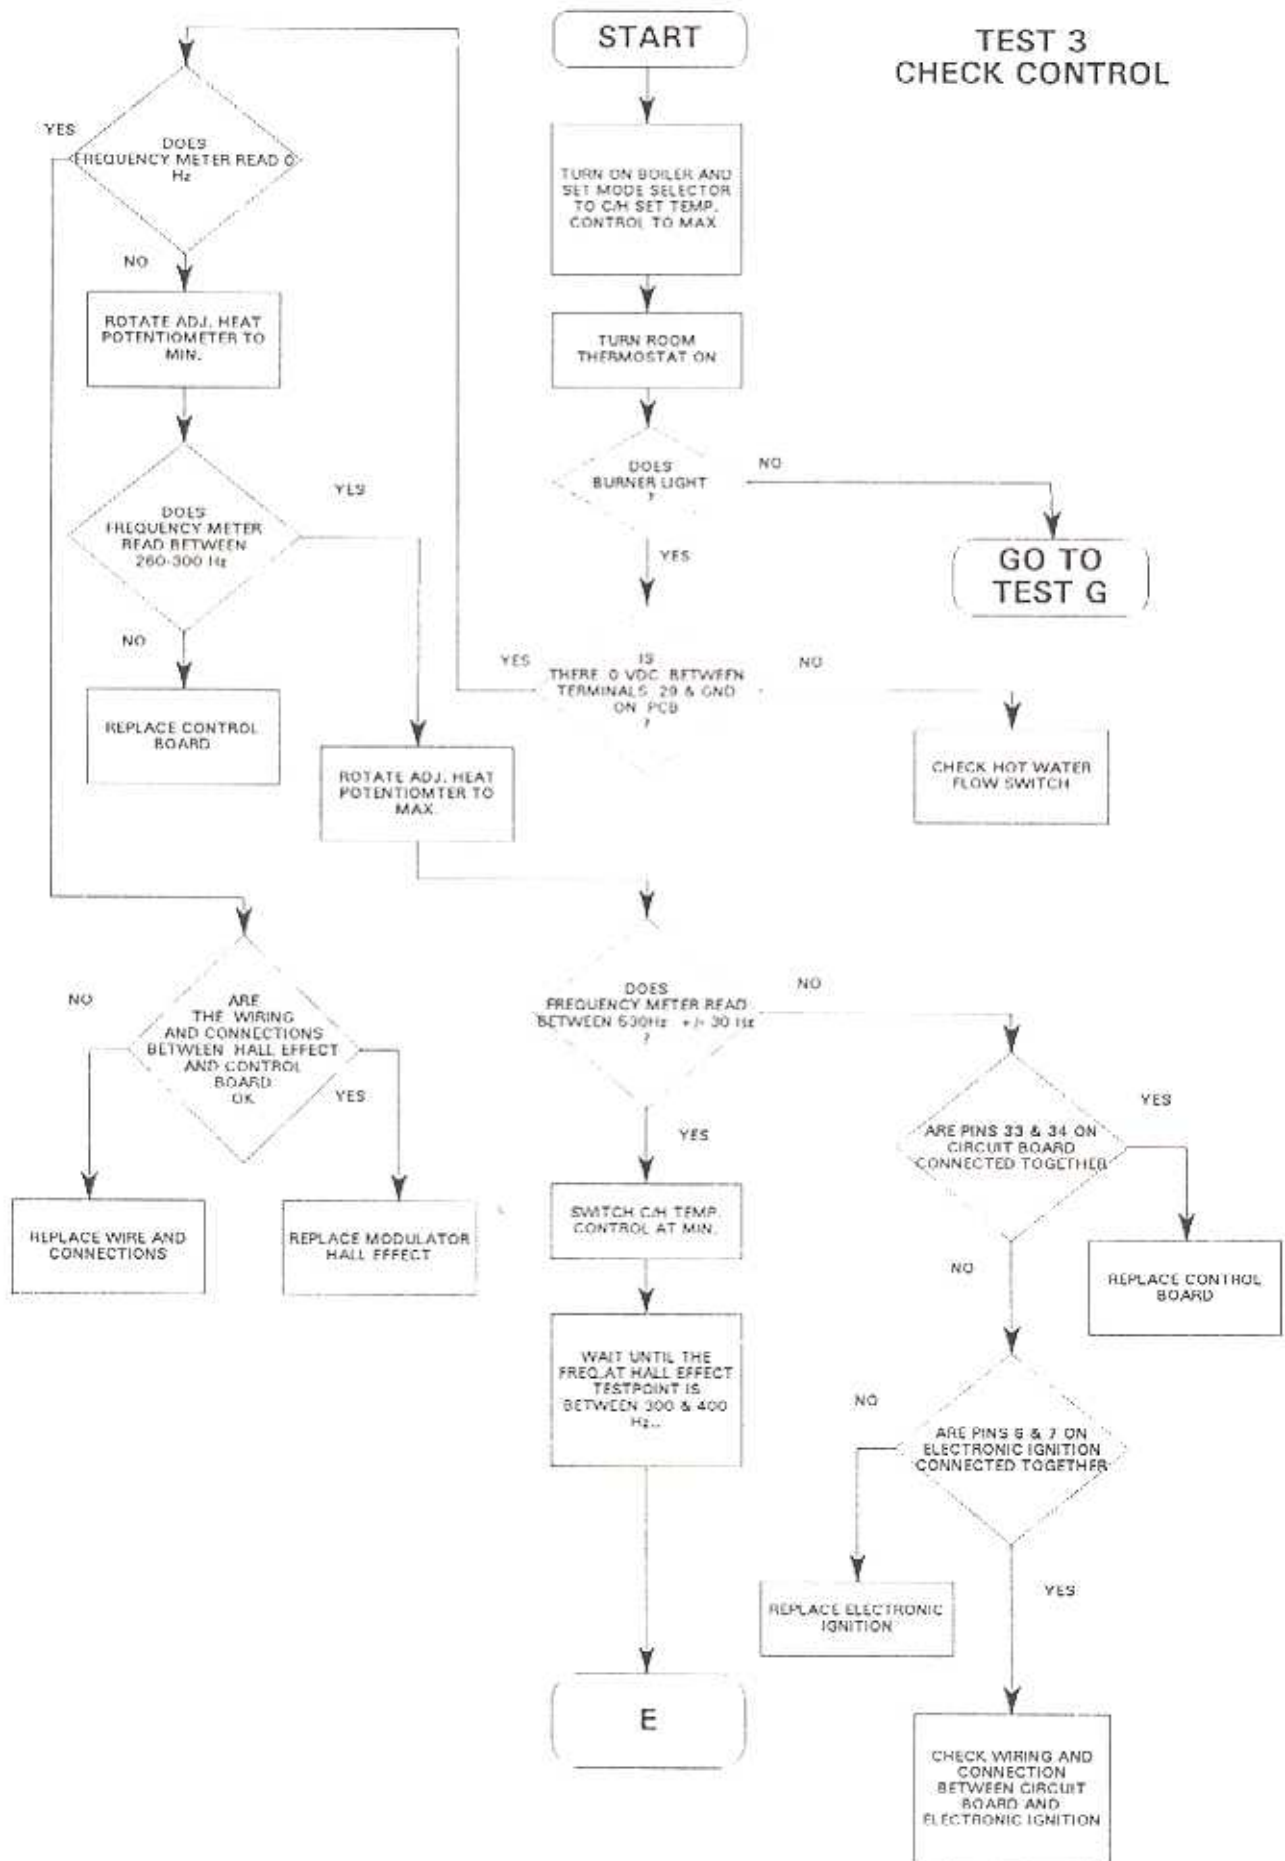 START
TEST 3
CHECK CONTROL
TURN ON BOILER AND
SET MODE SELECTOR
TO C/H SET TEMP.
CONTROL TO MAX
TURN ROOM
THERMOSTAT ON
DOES
BURNER LIGHT
?
NO
GO TO
TEST G
YES
IS
THERE 0 VDC BETWEEN
TERMINALS 29 & GND
ON PCB
?
NO
CHECK HOT WATER
FLOW SWITCH
YES
DOES
FREQUENCY METER READ 0
Hz
YES
NO
ROTATE ADJ. HEAT
POTENTIOMETER TO
MIN.
DOES
FREQUENCY METER
READ BETWEEN
260-300 Hz
YES
NO
REPLACE CONTROL
BOARD
ROTATE ADJ. HEAT
POTENTIOMTER TO
MAX.
ARE
THE WIRING
AND CONNECTIONS
BETWEEN HALL EFFECT
AND CONTROL
BOARD
OK
NO
YES
REPLACE WIRE AND
CONNECTIONS
REPLACE MODULATOR
HALL EFFECT
DOES
FREQUENCY METER READ
BETWEEN 630Hz +/- 30 Hz
?
NO
YES
SWITCH C/H TEMP.
CONTROL AT MIN.
WAIT UNTIL THE
FREQ.AT HALL EFFECT
TESTPOINT IS
BETWEEN 300 & 400
Hz..
E
ARE PINS 33 & 34 ON
CIRCUIT BOARD
CONNECTED TOGETHER
YES
REPLACE CONTROL
BOARD
NO
ARE PINS 6 & 7 ON
ELECTRONIC IGNITION
CONNECTED TOGETHER
NO
REPLACE ELECTRONIC
IGNITION
YES
CHECK WIRING AND
CONNECTION
BETWEEN CIRCUIT
BOARD AND
ELECTRONIC IGNITION